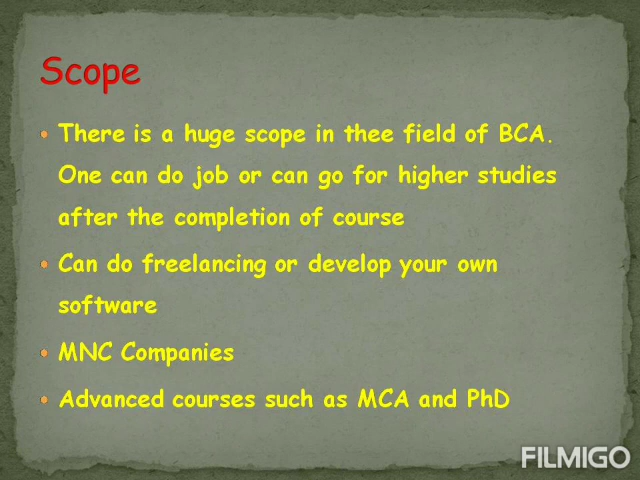 Scope
There is a huge scope in thee field of BCA.
One can do job or can go for higher studies
after the completion of course
Can do freelancing or develop your own
software
MNC Companies
Advanced courses such as MCA and PhD
FILMIGO